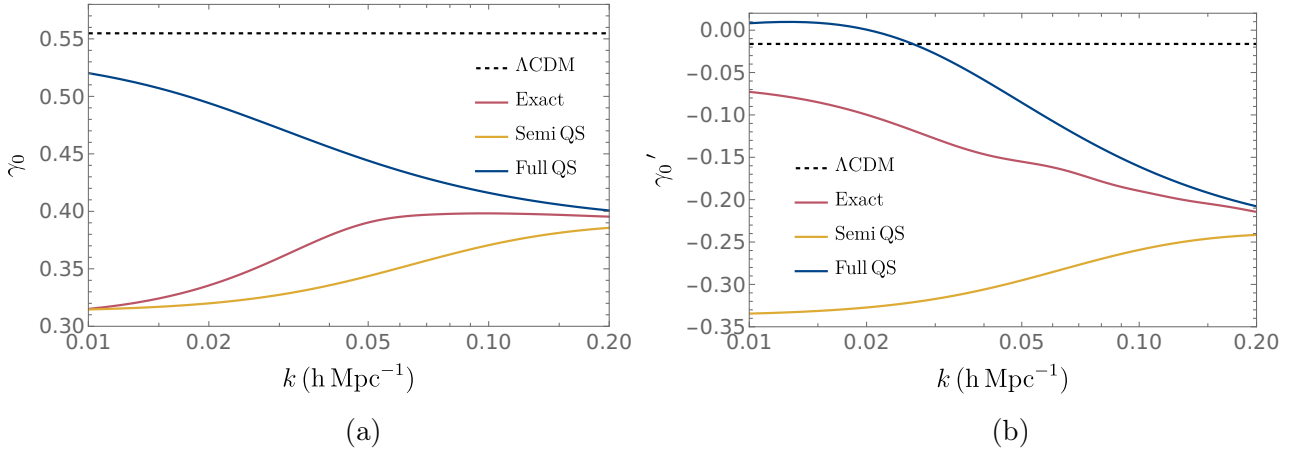 0.55
0.50
0.45
0.40
0.35
0.30
γ₀
ΛCDM
Exact
Semi QS
Full QS
0.01 0.02 0.05 0.10 0.20
k (h Mpc⁻¹)
(a)
0.00
−0.05
−0.10
−0.15
−0.20
−0.25
−0.30
−0.35
γ₀′
ΛCDM
Exact
Semi QS
Full QS
0.01 0.02 0.05 0.10 0.20
k (h Mpc⁻¹)
(b)